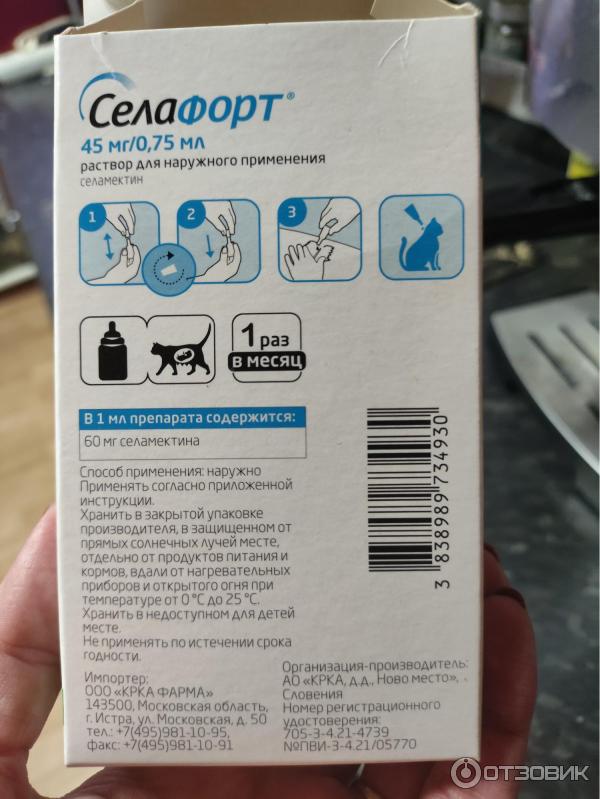 Селафорт®
45 мг/0,75 мл
раствор для наружного применения
селамектин
1
2
3
1 раз
в месяц
В 1 мл препарата содержится:
60 мг селамектина
Способ применения: наружно
Применять согласно приложенной
инструкции.
Хранить в закрытой упаковке
производителя, в защищенном от
прямых солнечных лучей месте,
отдельно от продуктов питания и
кормов, вдали от нагревательных
приборов и открытого огня при
температуре от 0 °C до 25 °C.
Хранить в недоступном для детей
месте.
Не применять по истечении срока
годности.
3 838989 734930
Импортер:
ООО «КРКА ФАРМА»
143500, Московская область,
г. Истра, ул. Московская, д. 50
тел.: +7(495)981-10-95,
факс: +7(495)981-10-91
Организация-производитель:
АО «КРКА, д.д., Ново место»,
Словения
Номер регистрационного
удостоверения:
705-3-4.21-4739
№ПВИ-3-4.21/05770
ОТЗОВИК